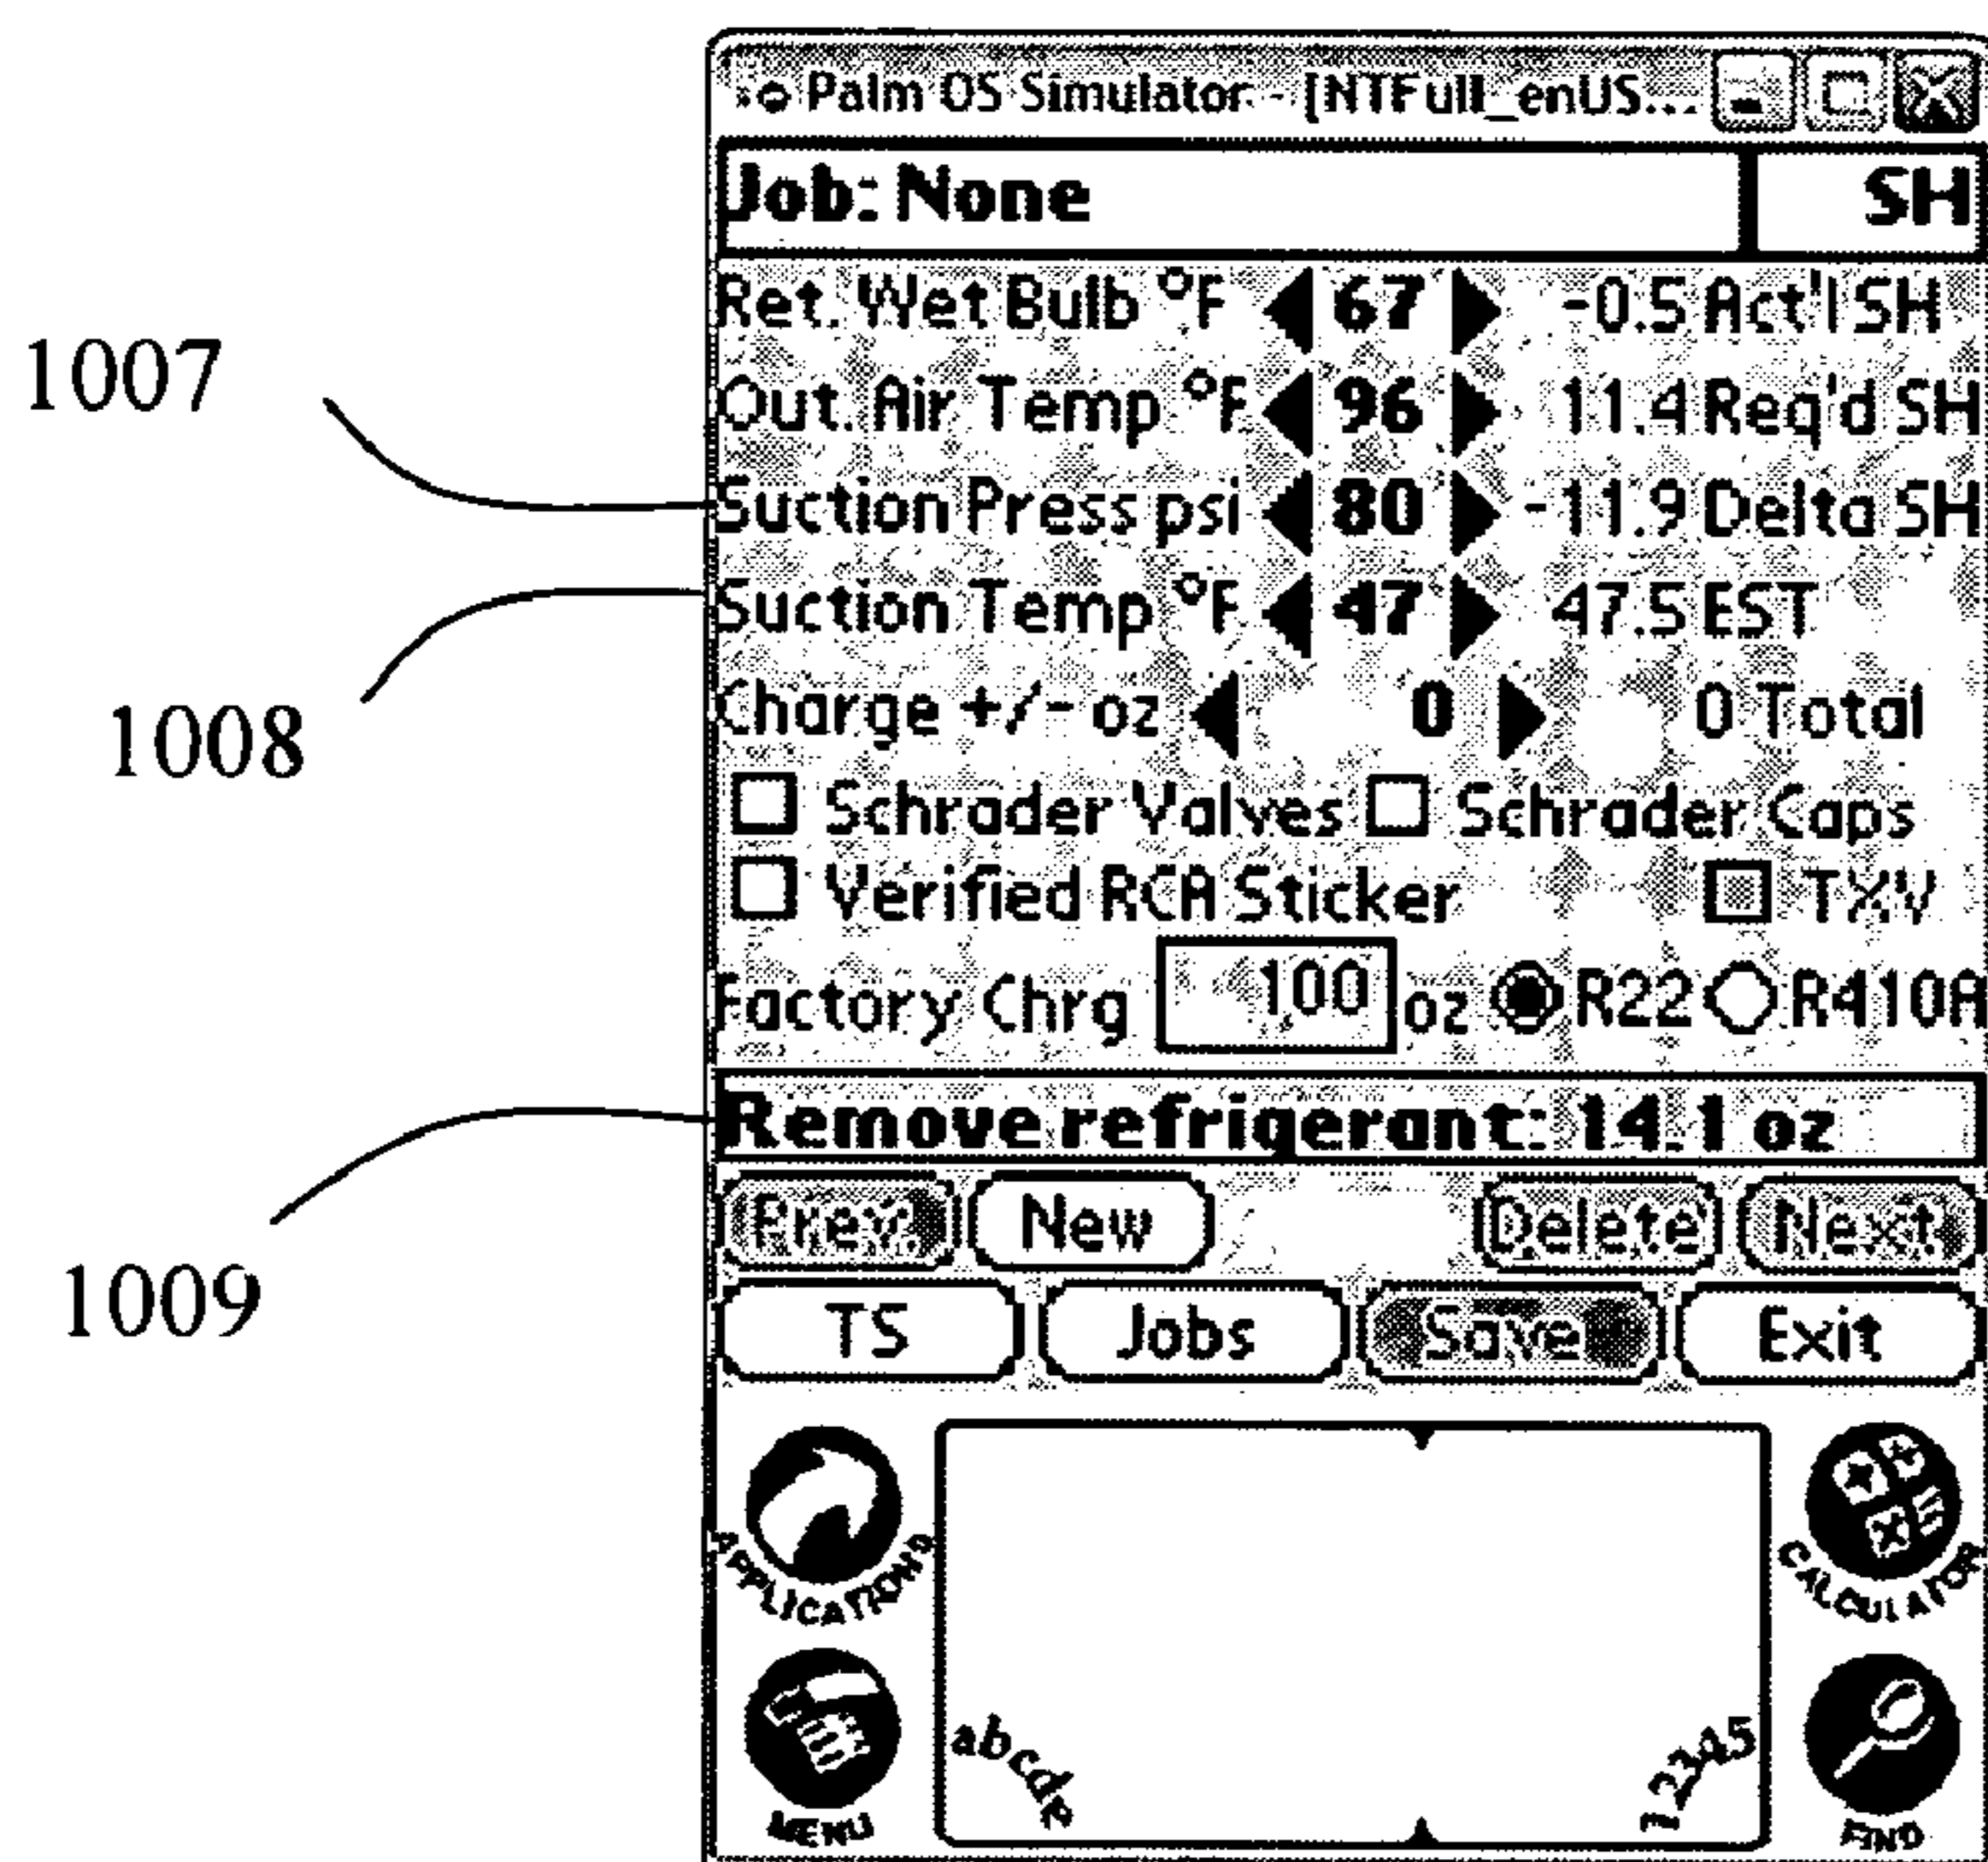 Palm OS Simulator - [NTFull_enUS...
Job: None SH
Ret. Wet Bulb °F 67 -0.5 Act'l SH
1007
Out. Air Temp °F 96 11.4 Req'd SH
Suction Press psi 80 -11.9 Delta SH
Suction Temp °F 47 47.5 EST
1008
Charge +/- oz 0 0 Total
Schrader Valves Schrader Caps
Verified RCA Sticker TXV
Factory Chrg 100 oz R22 R410A
Remove refrigerant: 14.1 oz
1009
Prev. New Delete Next
TS Jobs Save Exit
APPLICATIONS CALCULATOR
abcde 12345
MENU FIND